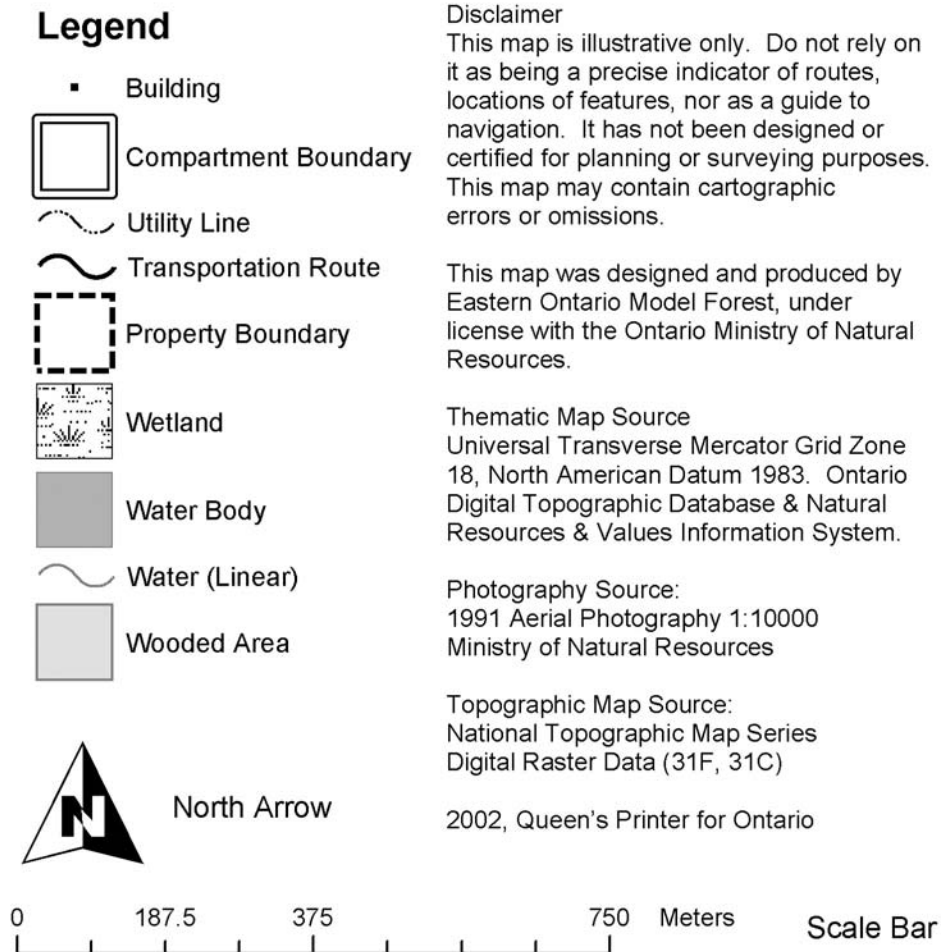 Legend
Building
Compartment Boundary
Utility Line
Transportation Route
Property Boundary
Wetland
Water Body
Water (Linear)
Wooded Area
N
North Arrow
Disclaimer
This map is illustrative only.  Do not rely on
it as being a precise indicator of routes,
locations of features, nor as a guide to
navigation.  It has not been designed or
certified for planning or surveying purposes.
This map may contain cartographic
errors or omissions.
This map was designed and produced by
Eastern Ontario Model Forest, under
license with the Ontario Ministry of Natural
Resources.
Thematic Map Source
Universal Transverse Mercator Grid Zone
18, North American Datum 1983.  Ontario
Digital Topographic Database & Natural
Resources & Values Information System.
Photography Source:
1991 Aerial Photography 1:10000
Ministry of Natural Resources
Topographic Map Source:
National Topographic Map Series
Digital Raster Data (31F, 31C)
2002, Queen's Printer for Ontario
0 187.5 375 750 Meters Scale Bar